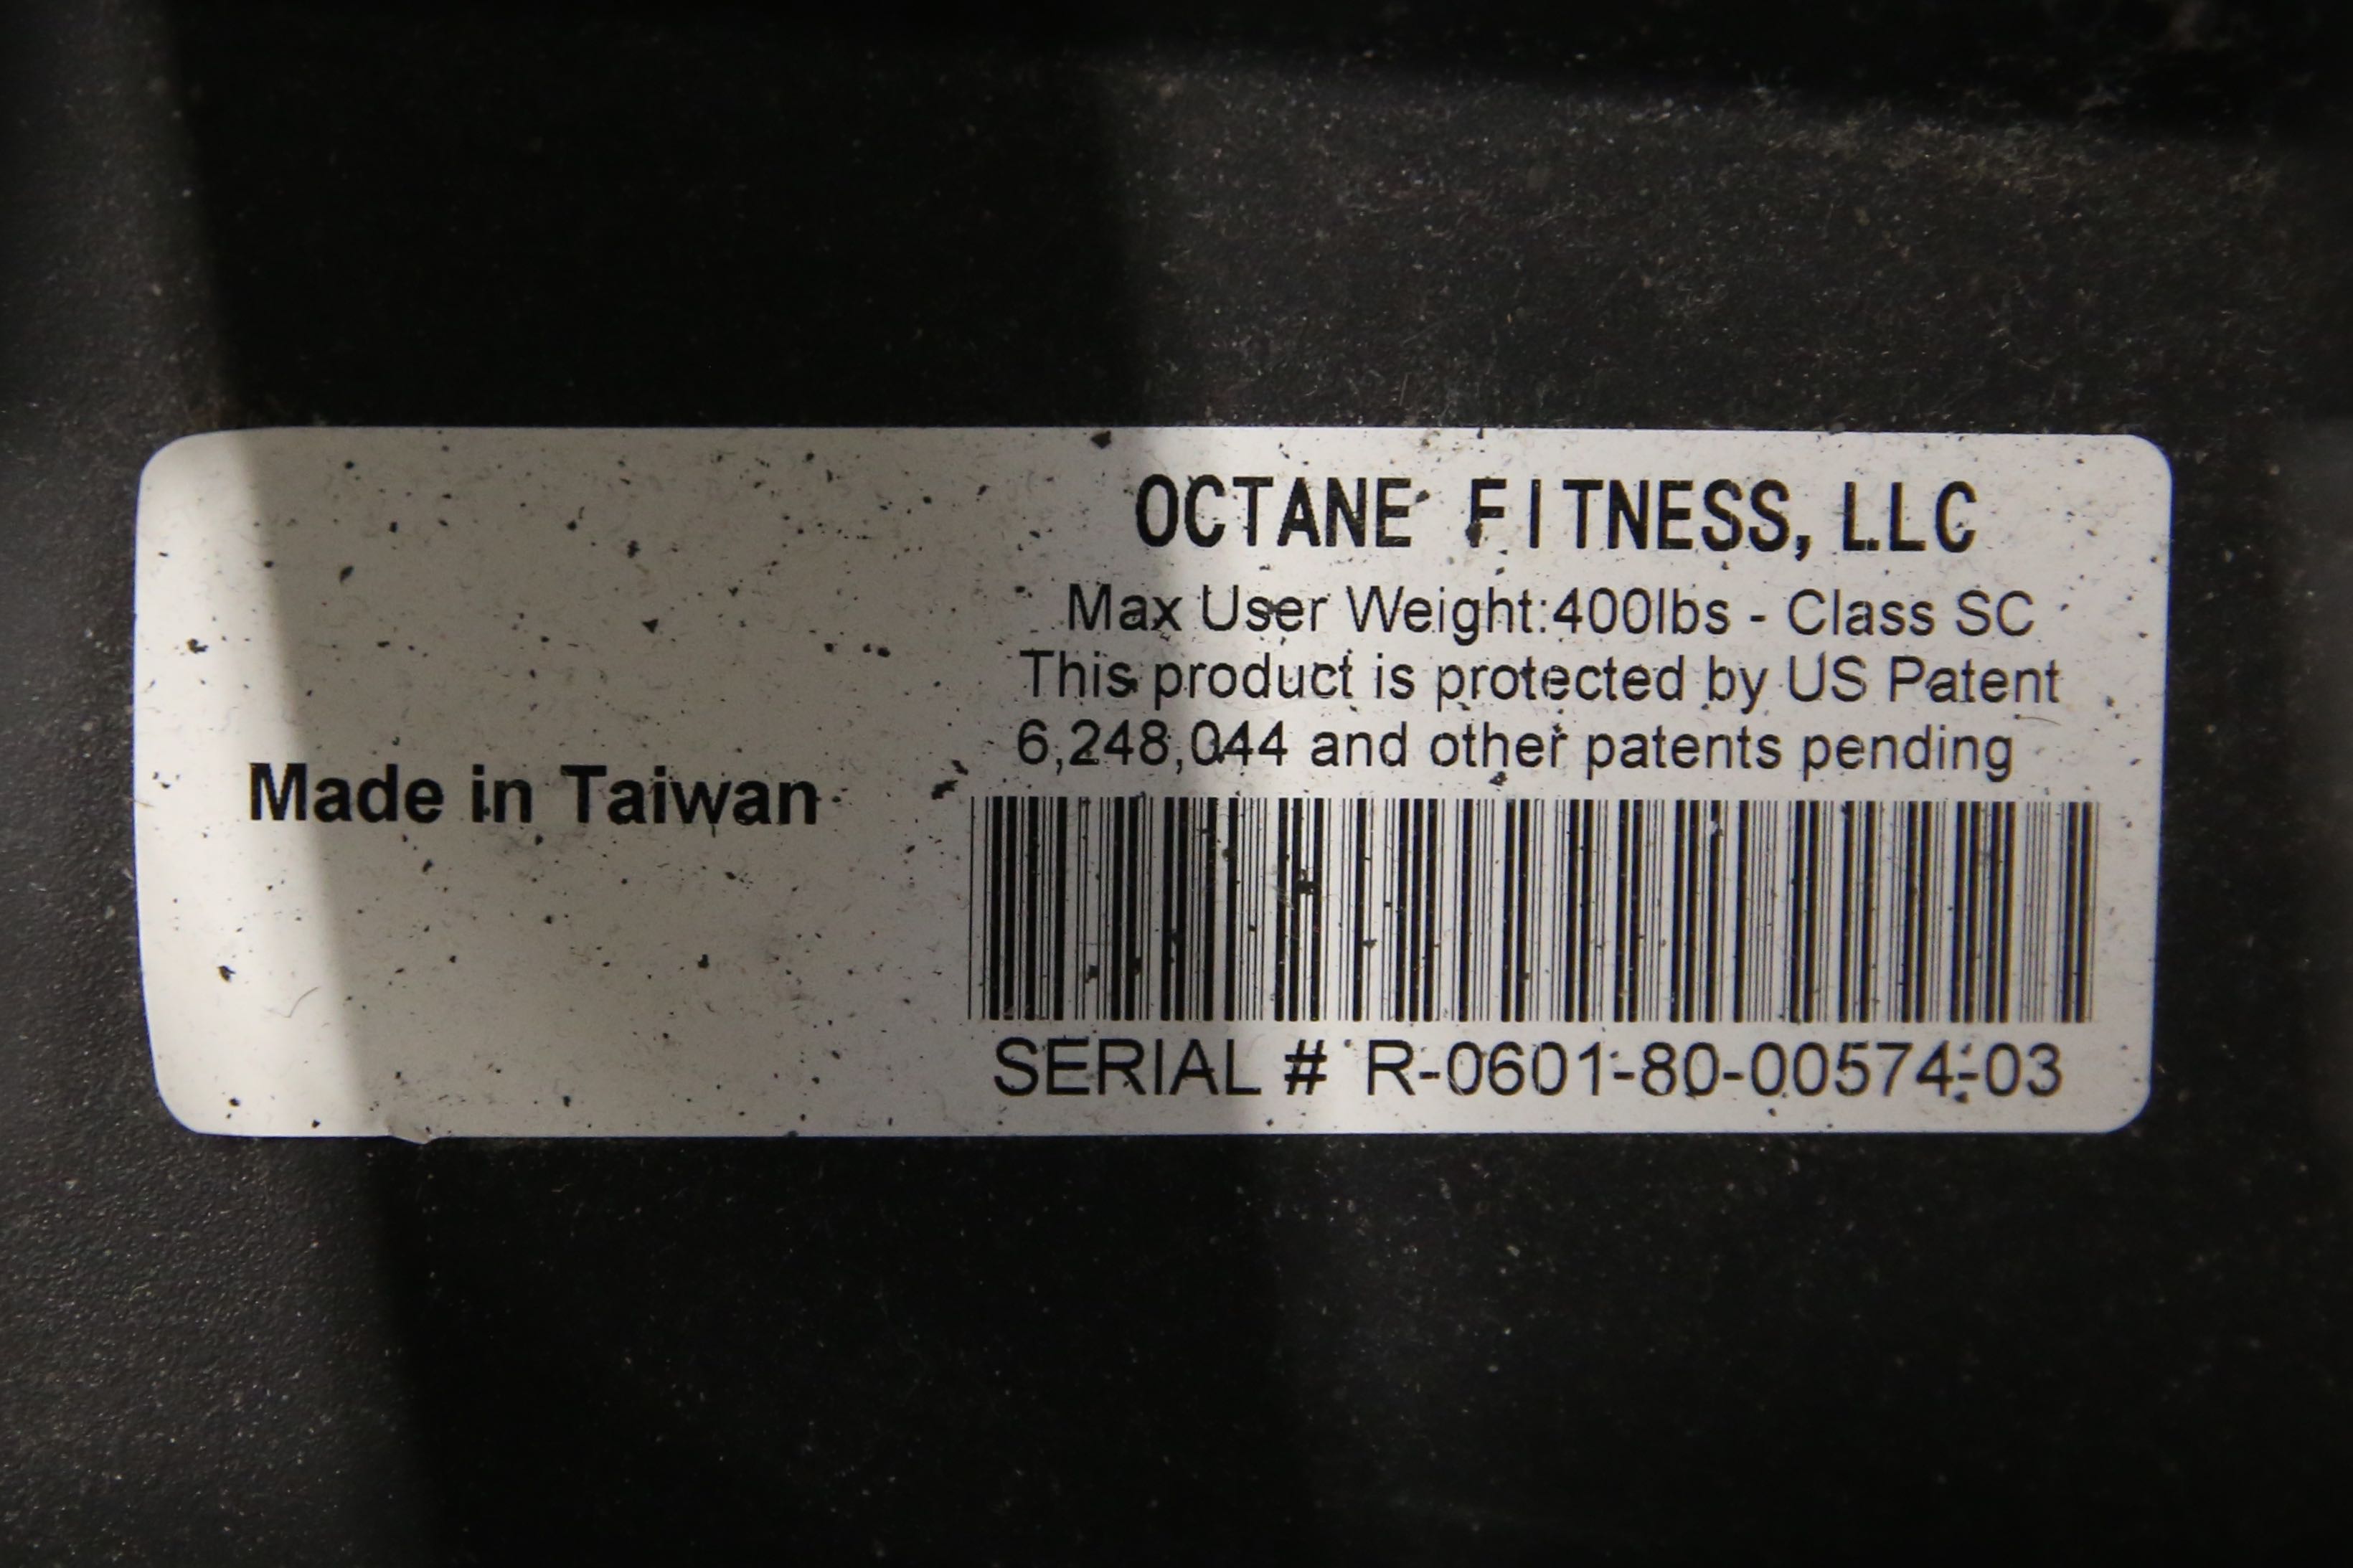 OCTANE FITNESS, LLC
Max User Weight:400lbs - Class SC
This product is protected by US Patent
6,248,044 and other patents pending
Made in Taiwan
SERIAL # R-0601-80-00574-03